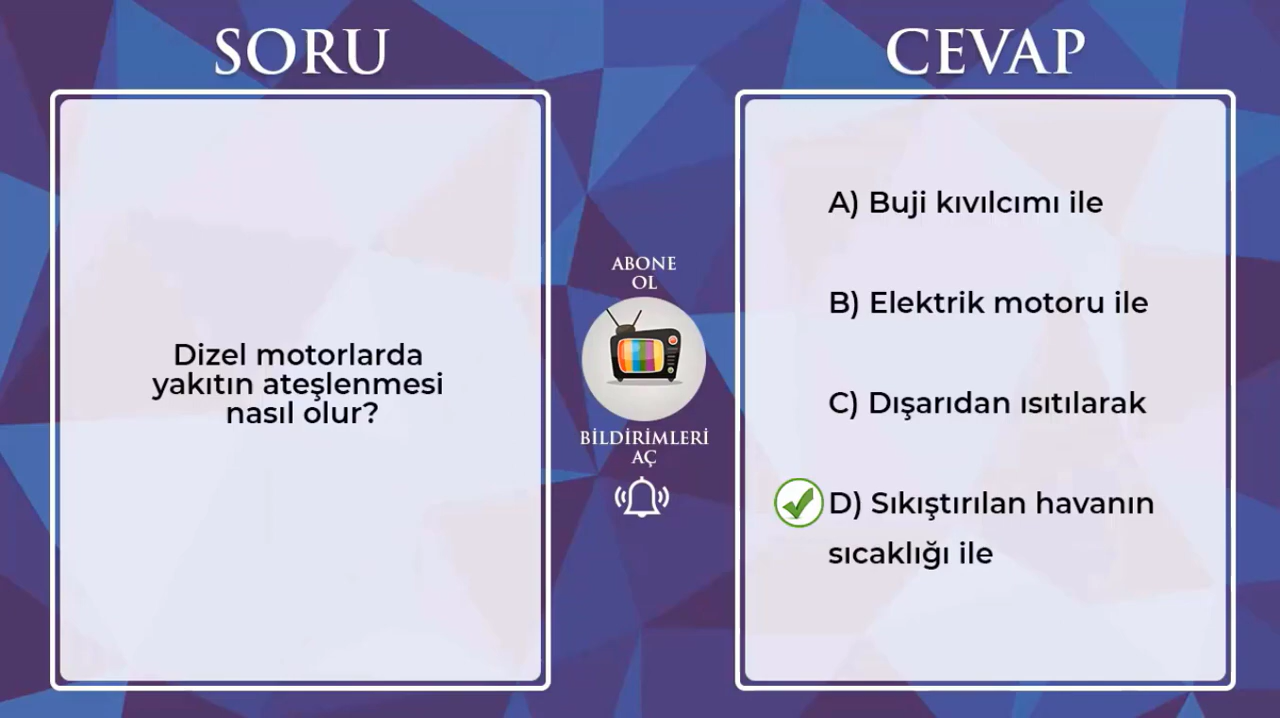 SORU
Dizel motorlarda
yakıtın ateşlenmesi
nasıl olur?
ABONE
OL
BİLDİRİMLERİ
AÇ
CEVAP
A) Buji kıvılcımı ile
B) Elektrik motoru ile
C) Dışarıdan ısıtılarak
D) Sıkıştırılan havanın
sıcaklığı ile